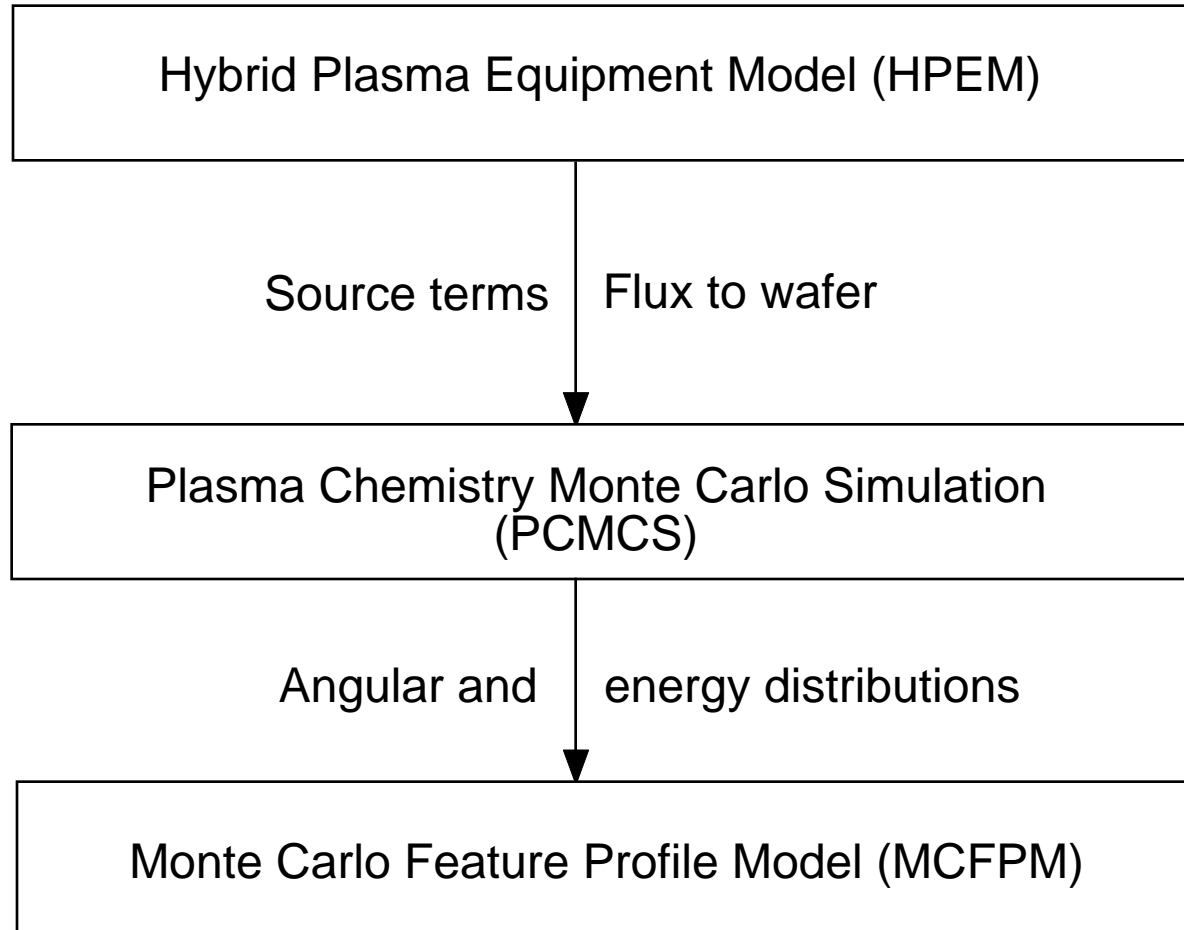 Hybrid Plasma Equipment Model (HPEM)
Source terms Flux to wafer
Plasma Chemistry Monte Carlo Simulation
(PCMCS)
Angular and energy distributions
Monte Carlo Feature Profile Model (MCFPM)